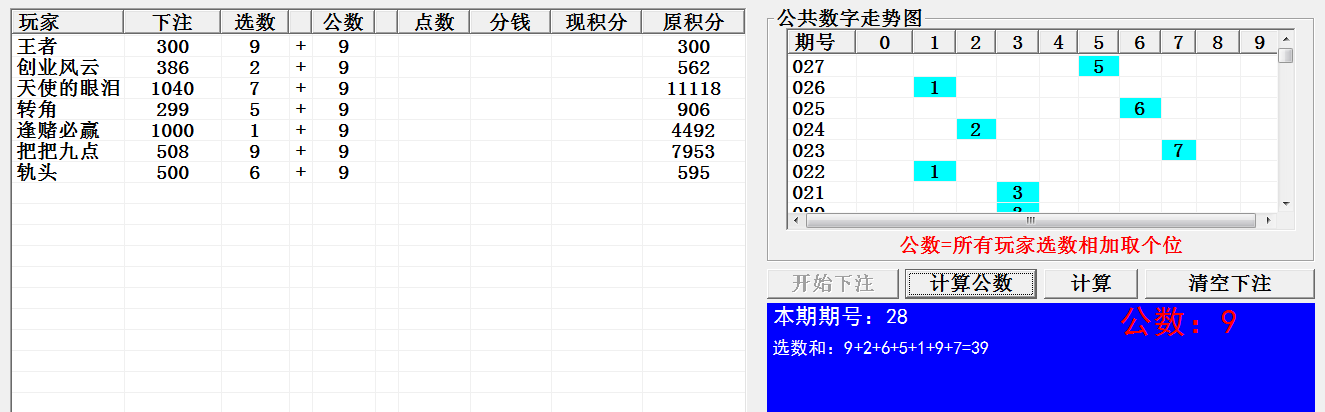 玩家 下注 选数 公数 点数 分钱 现积分 原积分
王者 300 9 + 9 300
创业风云 386 2 + 9 562
天使的眼泪 1040 7 + 9 11118
转角 299 5 + 9 906
逢赌必赢 1000 1 + 9 4492
把把九点 508 9 + 9 7953
轨头 500 6 + 9 595
公共数字走势图
期号 0 1 2 3 4 5 6 7 8 9
027 5
026 1
025 6
024 2
023 7
022 1
021 3
公数=所有玩家选数相加取个位
开始下注 计算公数 计算 清空下注
本期期号：28 公数：9
选数和：9+2+6+5+1+9+7=39